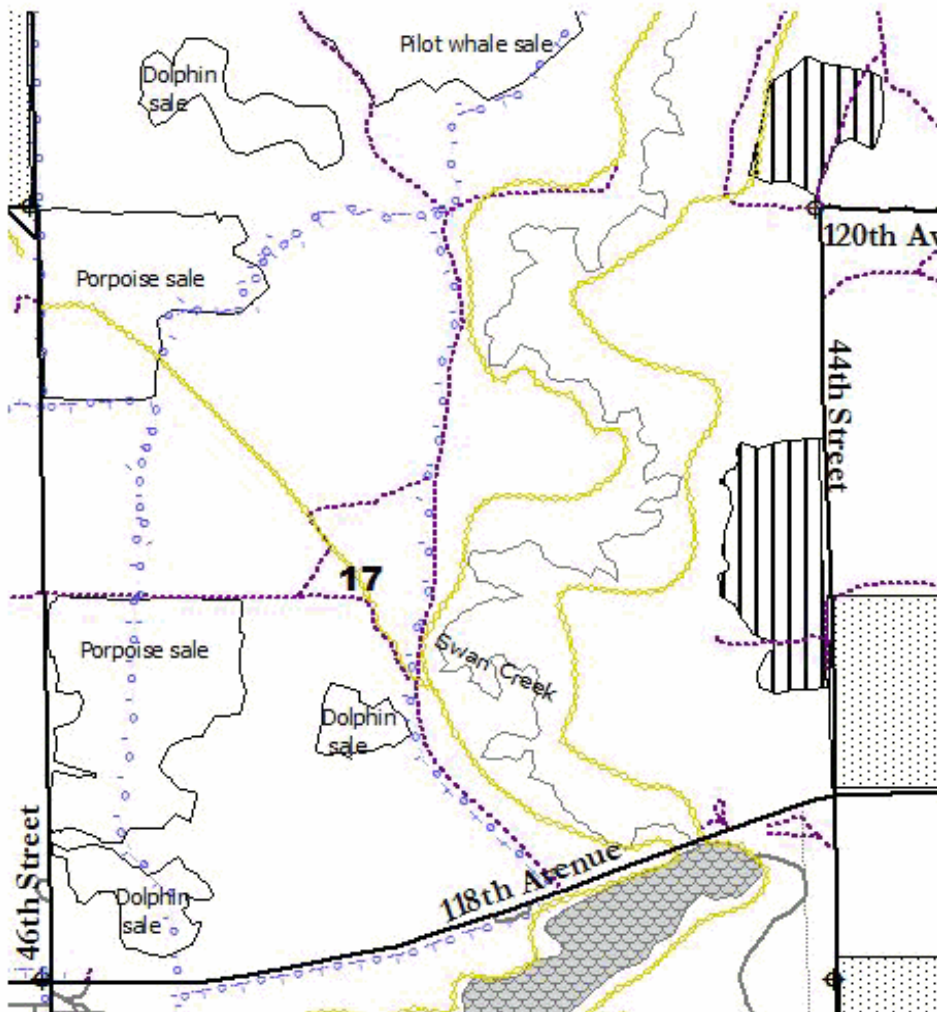 Pilot whale sale
Dolphin
sale
120th Av
Porpoise sale
44th Street
17
Porpoise sale
Swan Creek
Dolphin
sale
46th Street
118th Avenue
Dolphin
sale